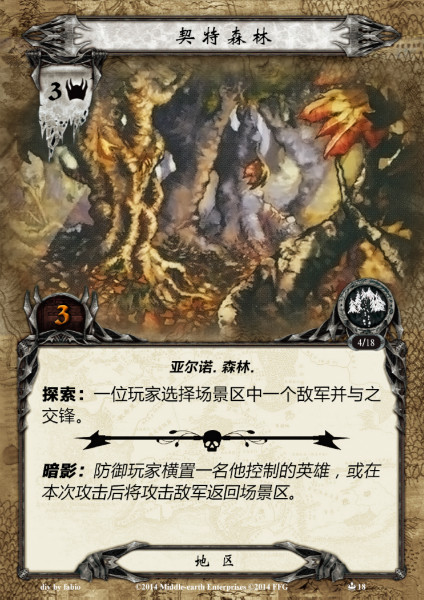 契特森林
3
3
4/18
亚尔诺. 森林.
探索：一位玩家选择场景区中一个敌军并与之
交锋。
暗影：防御玩家横置一名他控制的英雄，或在
本次攻击后将攻击敌军返回场景区。
地 区
diy by fabio ©2014 Middle-earth Enterprises ©2014 FFG 18